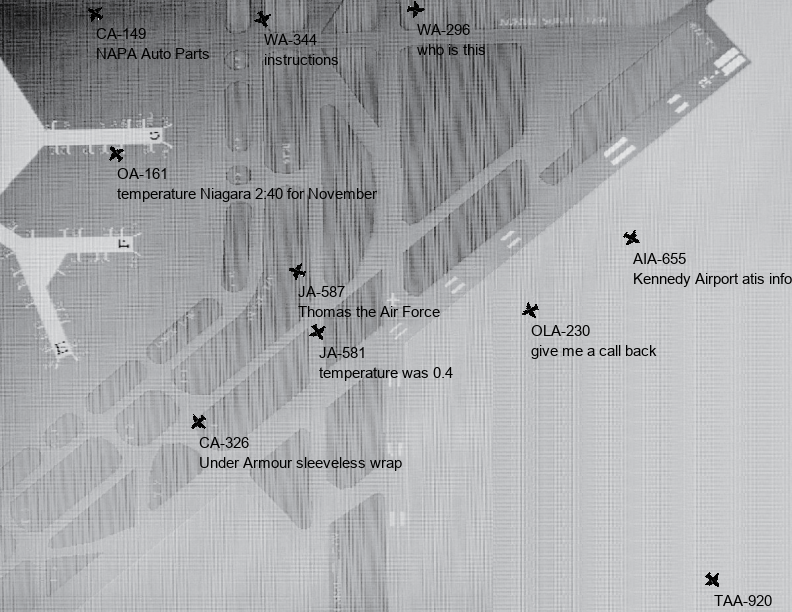 CA-149
NAPA Auto Parts
WA-344
instructions
WA-296
who is this
OA-161
temperature Niagara 2:40 for November
AIA-655
Kennedy Airport atis info
JA-587
Thomas the Air Force
OLA-230
give me a call back
JA-581
temperature was 0.4
CA-326
Under Armour sleeveless wrap
TAA-920